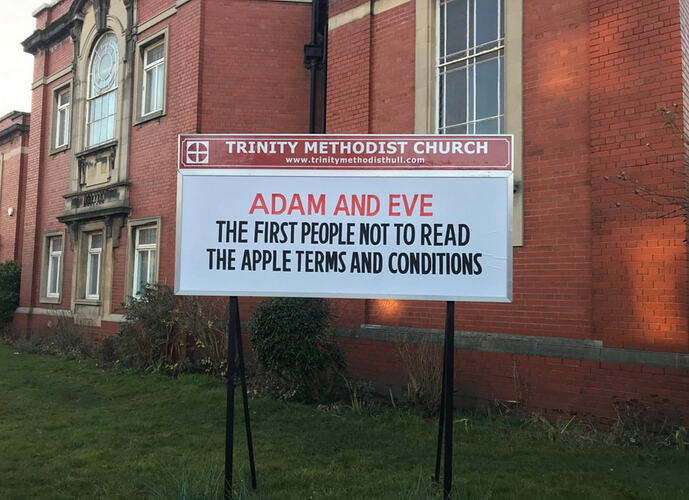 TRINITY METHODIST CHURCH
www.trinitymethodisthull.com
ADAM AND EVE
THE FIRST PEOPLE NOT TO READ
THE APPLE TERMS AND CONDITIONS